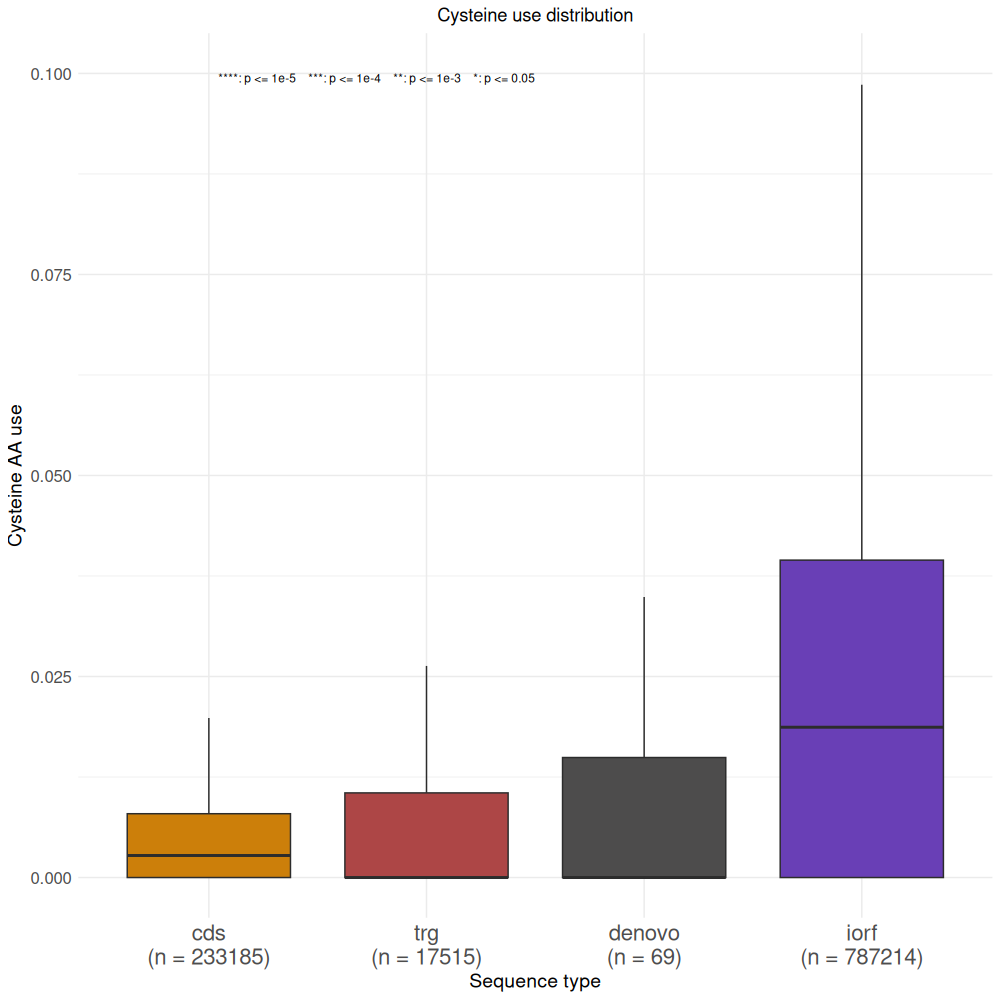 Cysteine use distribution
0.100
****: p <= 1e-5 ***: p <= 1e-4 **: p <= 1e-3 *: p <= 0.05
0.075
0.050
0.025
0.000
Cysteine AA use
cds trg denovo iorf
(n = 233185) (n = 17515) (n = 69) (n = 787214)
Sequence type